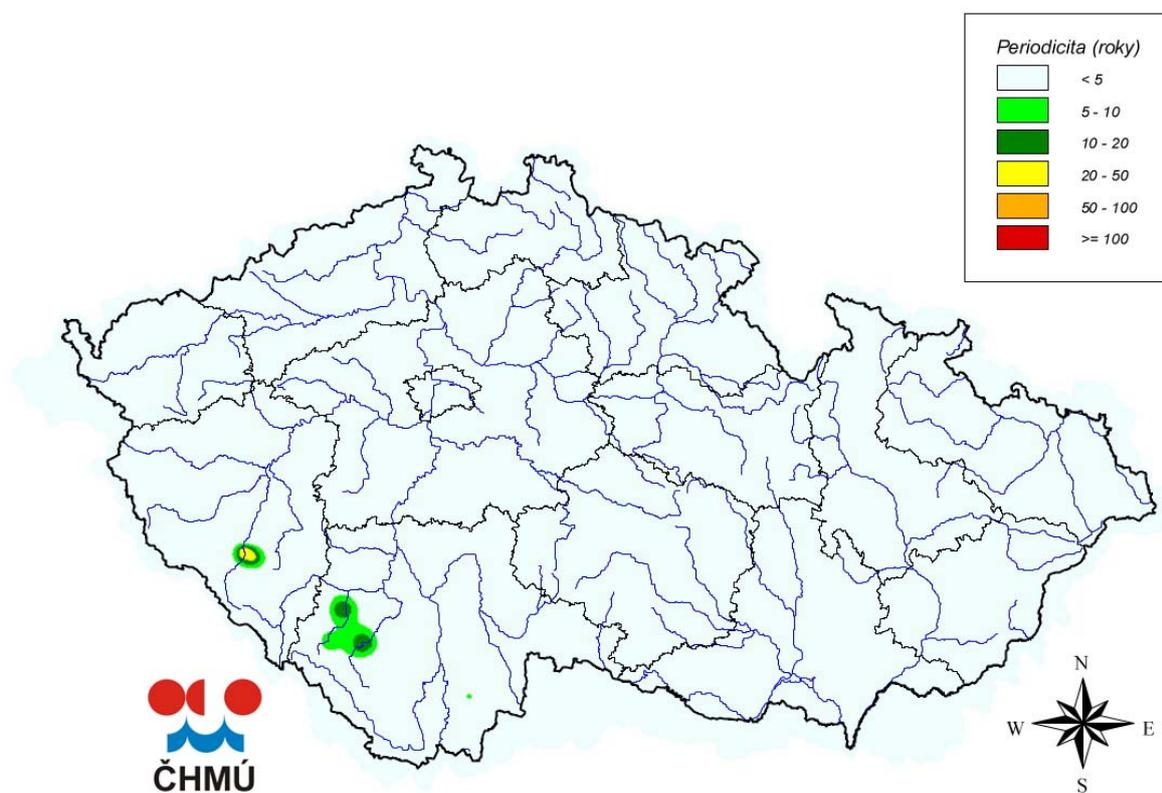 Periodicita (roky)
< 5
5 - 10
10 - 20
20 - 50
50 - 100
>= 100
N
W E
S
ČHMÚ